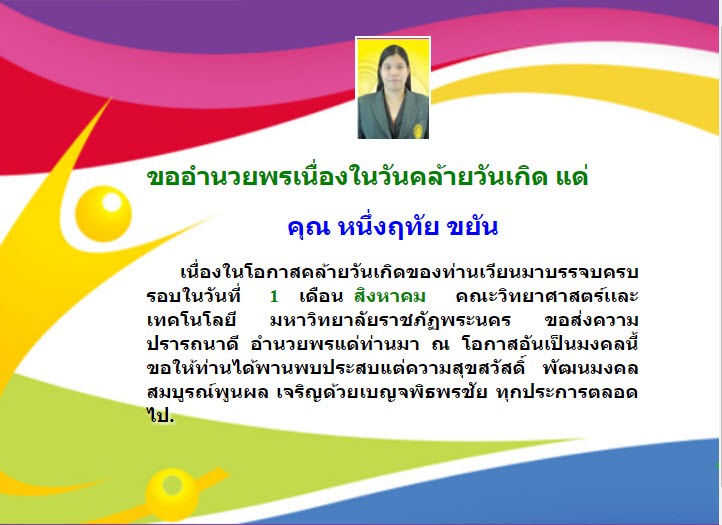 ขออำนวยพรเนื่องในวันคล้ายวันเกิด แด่
คุณ หนึ่งฤทัย ขยัน
เนื่องในโอกาสคล้ายวันเกิดของท่านเวียนมาบรรจบครบ
รอบในวันที่ 1 เดือน สิงหาคม คณะวิทยาศาสตร์และ
เทคโนโลยี มหาวิทยาลัยราชภัฏพระนคร ขอส่งความ
ปรารถนาดี อำนวยพรแด่ท่านมา ณ โอกาสอันเป็นมงคลนี้
ขอให้ท่านได้พานพบประสบแต่ความสุขสวัสดิ์ พัฒนมงคล
สมบูรณ์พูนผล เจริญด้วยเบญจพิธพรชัย ทุกประการตลอด
ไป.